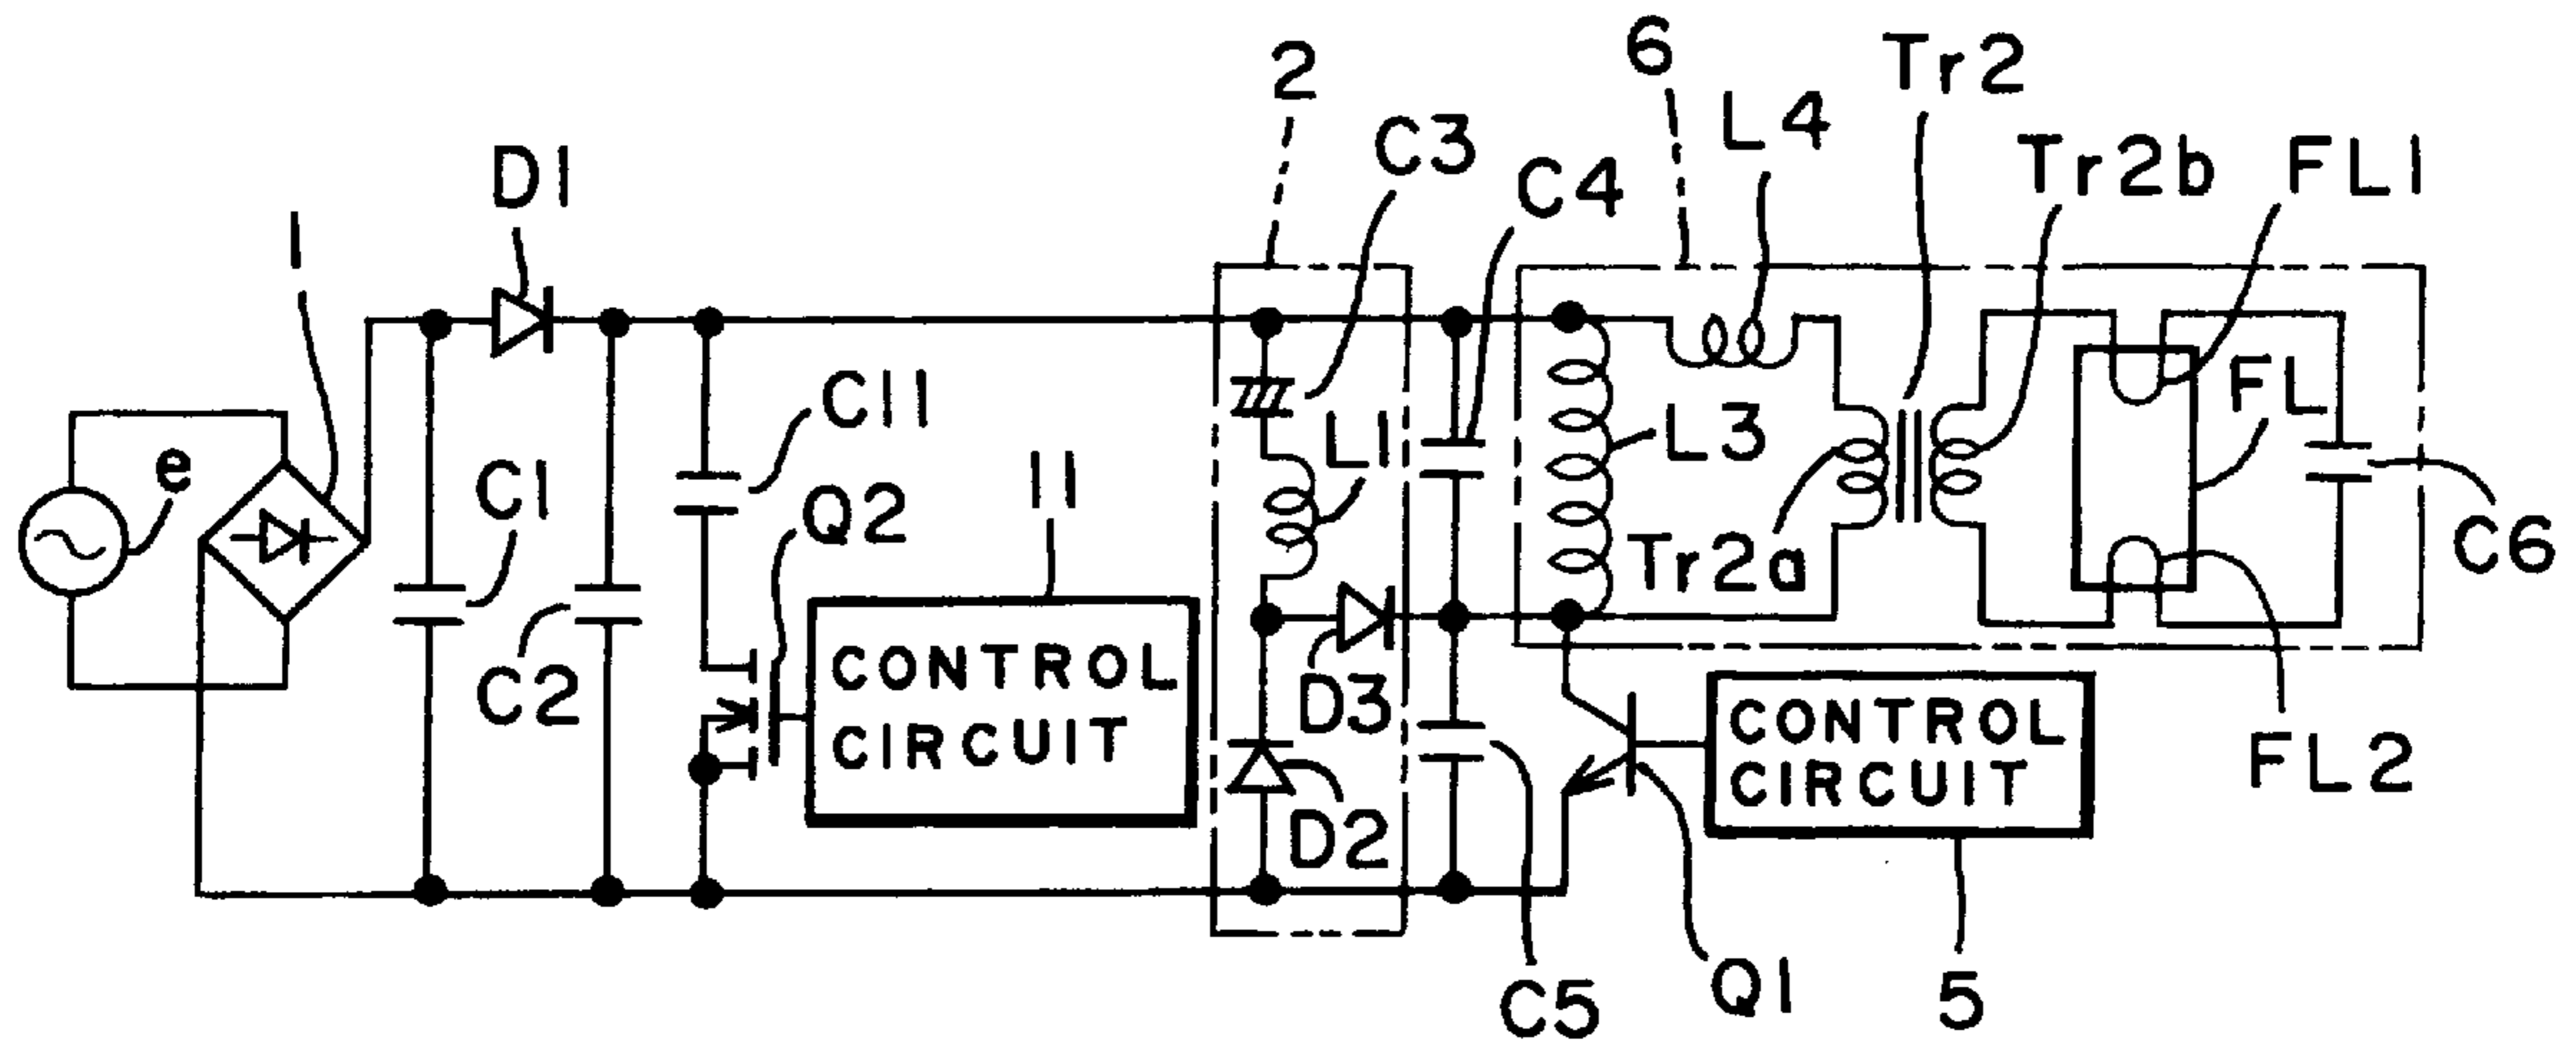 2
6
Tr2
L4
C3
C4
Tr2b
FL1
D1
1
C11
L1
L3
FL
e
C1
Q2
11
Tr2a
C6
C2
CONTROL
CIRCUIT
D3
CONTROL
CIRCUIT
FL2
D2
C5
Q1
5